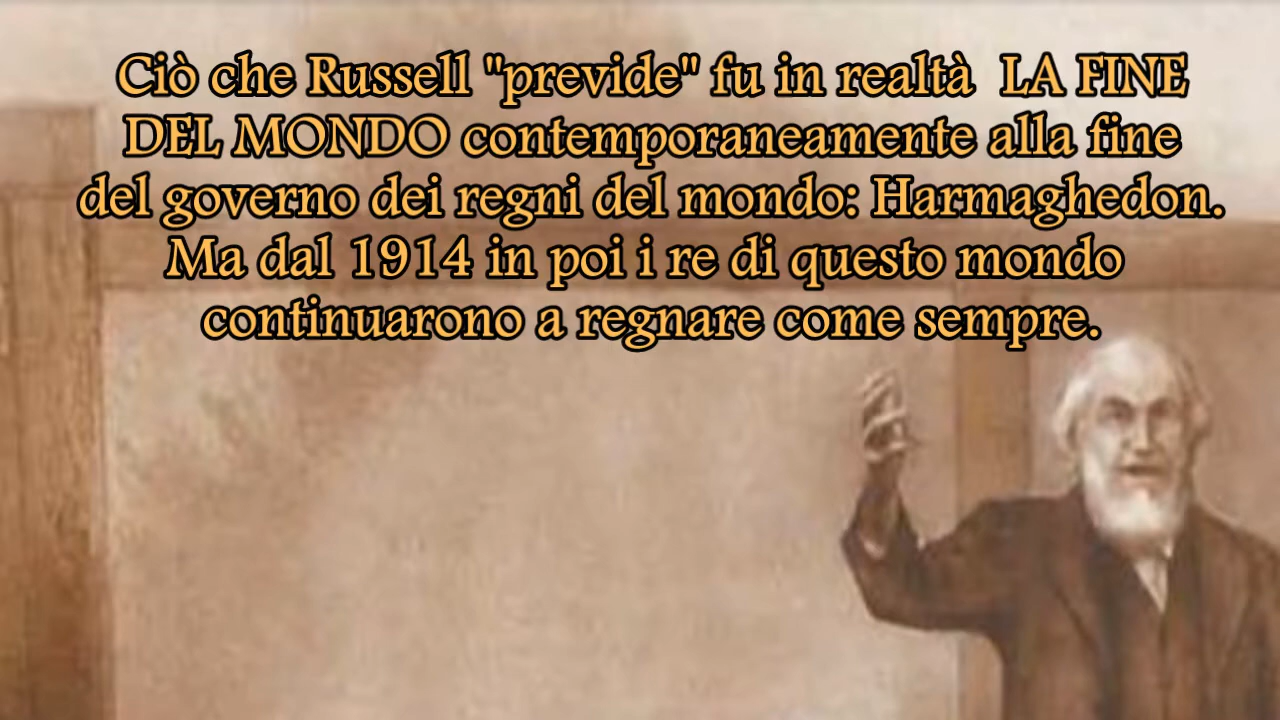 Ciò che Russell "previde" fu in realtà LA FINE
DEL MONDO contemporaneamente alla fine
del governo dei regni del mondo: Harmaghedon.
Ma dal 1914 in poi i re di questo mondo
continuarono a regnare come sempre.